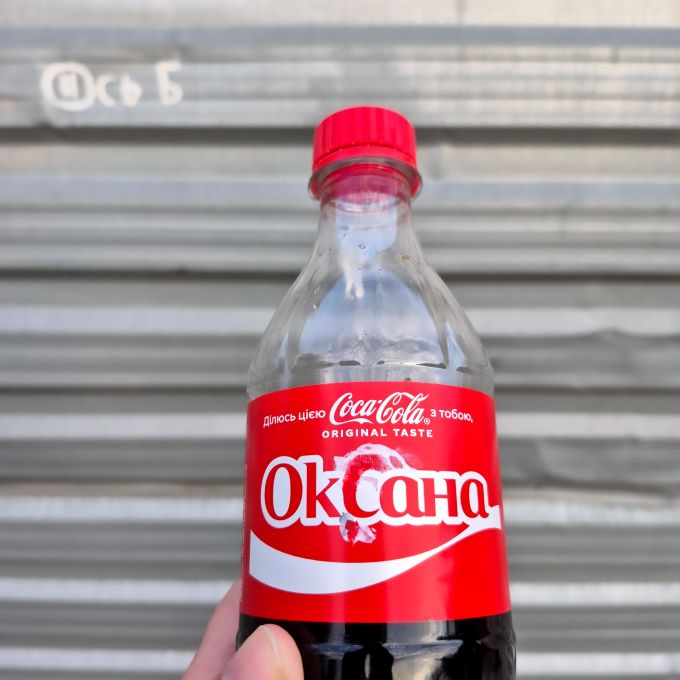 Ось Б
Ділюсь цією Coca-Cola® з тобою,
ORIGINAL TASTE
Оксана